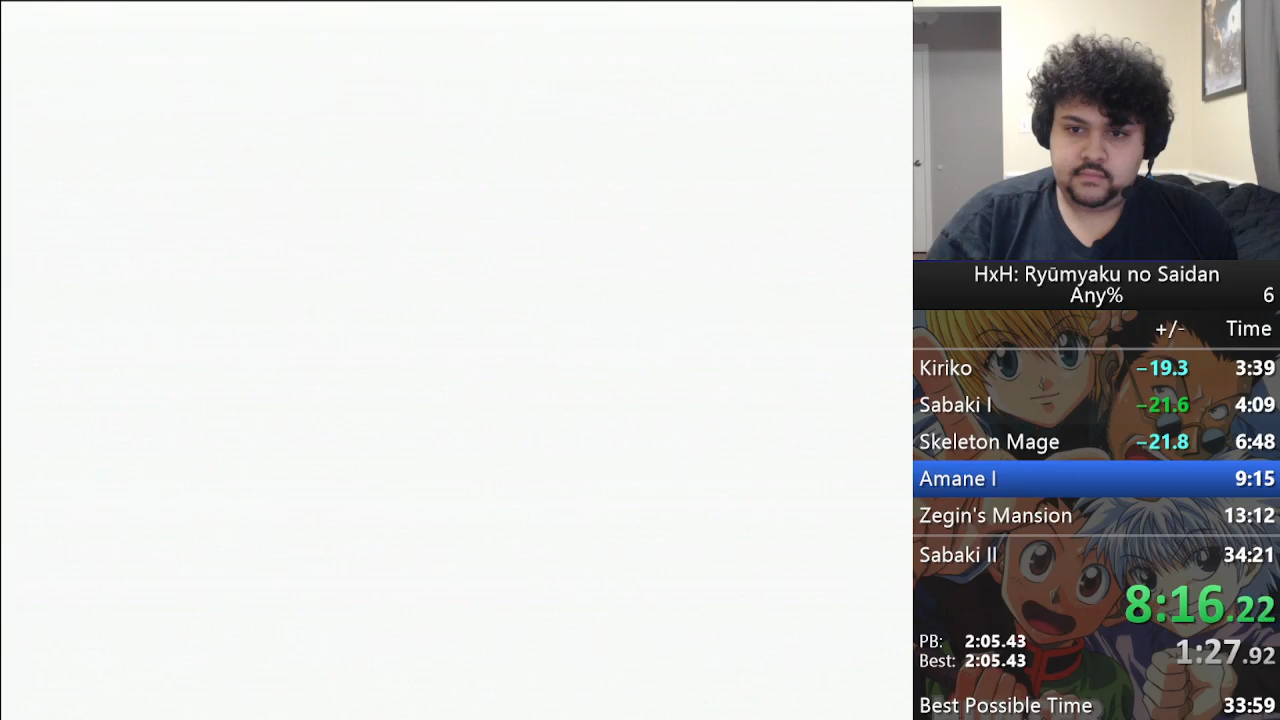 HxH: Ryūmyaku no Saidan
Any% 6
+/- Time
Kiriko -19.3 3:39
Sabaki I -21.6 4:09
Skeleton Mage -21.8 6:48
Amane I 9:15
Zegin's Mansion 13:12
Sabaki II 34:21
8:16.22
PB: 2:05.43
Best: 2:05.43
1:27.92
Best Possible Time 33:59